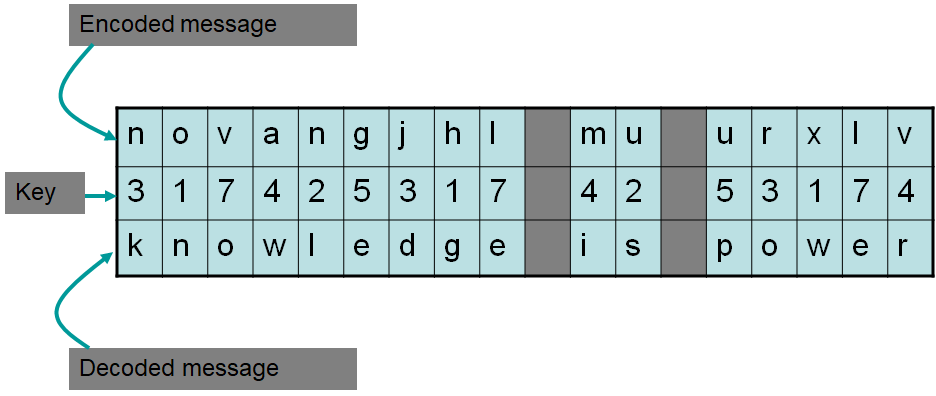 Encoded message
n o v a n g j h l m u u r x l v
Key
3 1 7 4 2 5 3 1 7 4 2 5 3 1 7 4
k n o w l e d g e i s p o w e r
Decoded message